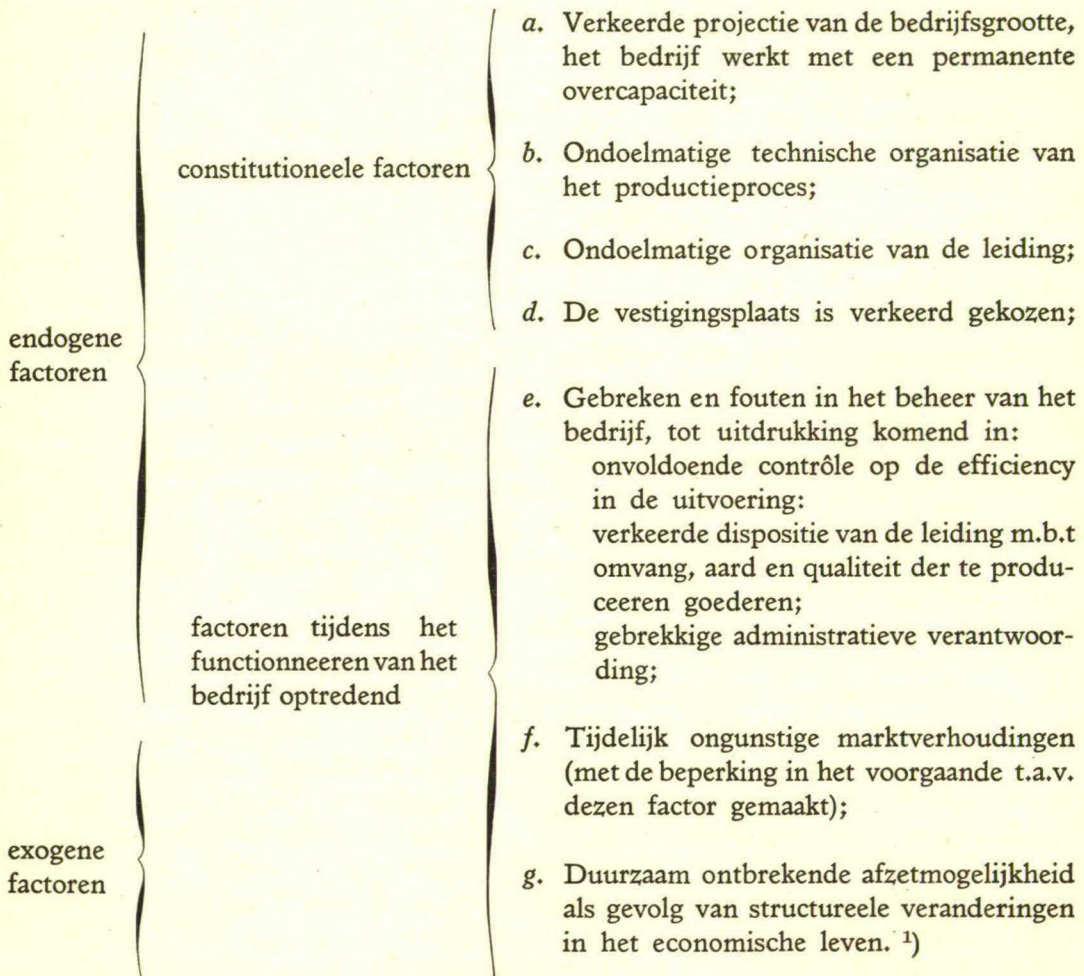 a. Verkeerde projectie van de bedrijfsgrootte,
het bedrijf werkt met een permanente
overcapaciteit;
constitutioneele factoren
b. Ondoelmatige technische organisatie van
het productieproces;
c. Ondoelmatige organisatie van de leiding;
d. De vestigingsplaats is verkeerd gekozen;
endogene
factoren
e. Gebreken en fouten in het beheer van het
bedrijf, tot uitdrukking komend in:
onvoldoende contrôle op de efficiency
in de uitvoering:
verkeerde dispositie van de leiding m.b.t
omvang, aard en qualiteit der te produ-
ceeren goederen;
gebrekkige administratieve verantwoor-
ding;
factoren tijdens het
functionneeren van het
bedrijf optredend
f. Tijdelijk ongunstige marktverhoudingen
(met de beperking in het voorgaande t.a.v.
dezen factor gemaakt);
exogene
factoren
g. Duurzaam ontbrekende afzetmogelijkheid
als gevolg van structureele veranderingen
in het economische leven. ¹)